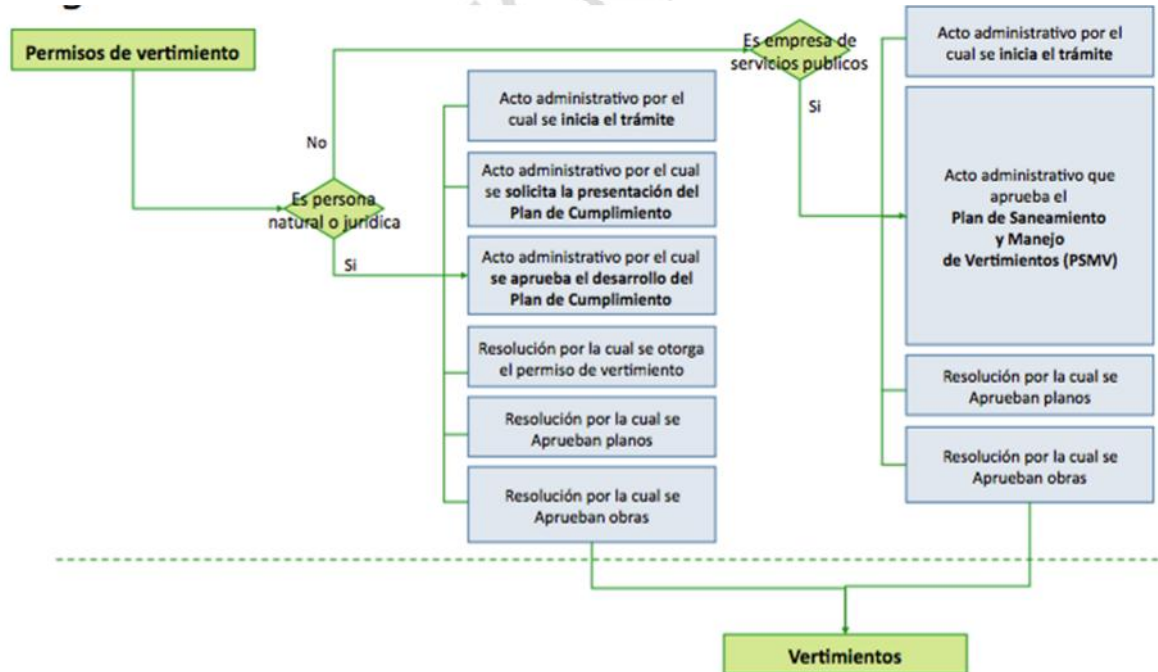 Permisos de vertimiento
No
Es persona
natural o jurídica
Si
Acto administrativo por el
cual se inicia el trámite
Acto administrativo por el cual
se solicita la presentación del
Plan de Cumplimiento
Acto administrativo por el cual
se aprueba el desarrollo del
Plan de Cumplimiento
Resolución por la cual se otorga
el permiso de vertimiento
Resolución por la cual se
Aprueban planos
Resolución por la cual se
Aprueban obras
Es empresa de
servicios publicos
Si
Acto administrativo por el
cual se inicia el trámite
Acto administrativo que
aprueba el
Plan de Saneamiento
y Manejo
de Vertimientos (PSMV)
Resolución por la cual se
Aprueban planos
Resolución por la cual se
Aprueban obras
Vertimientos